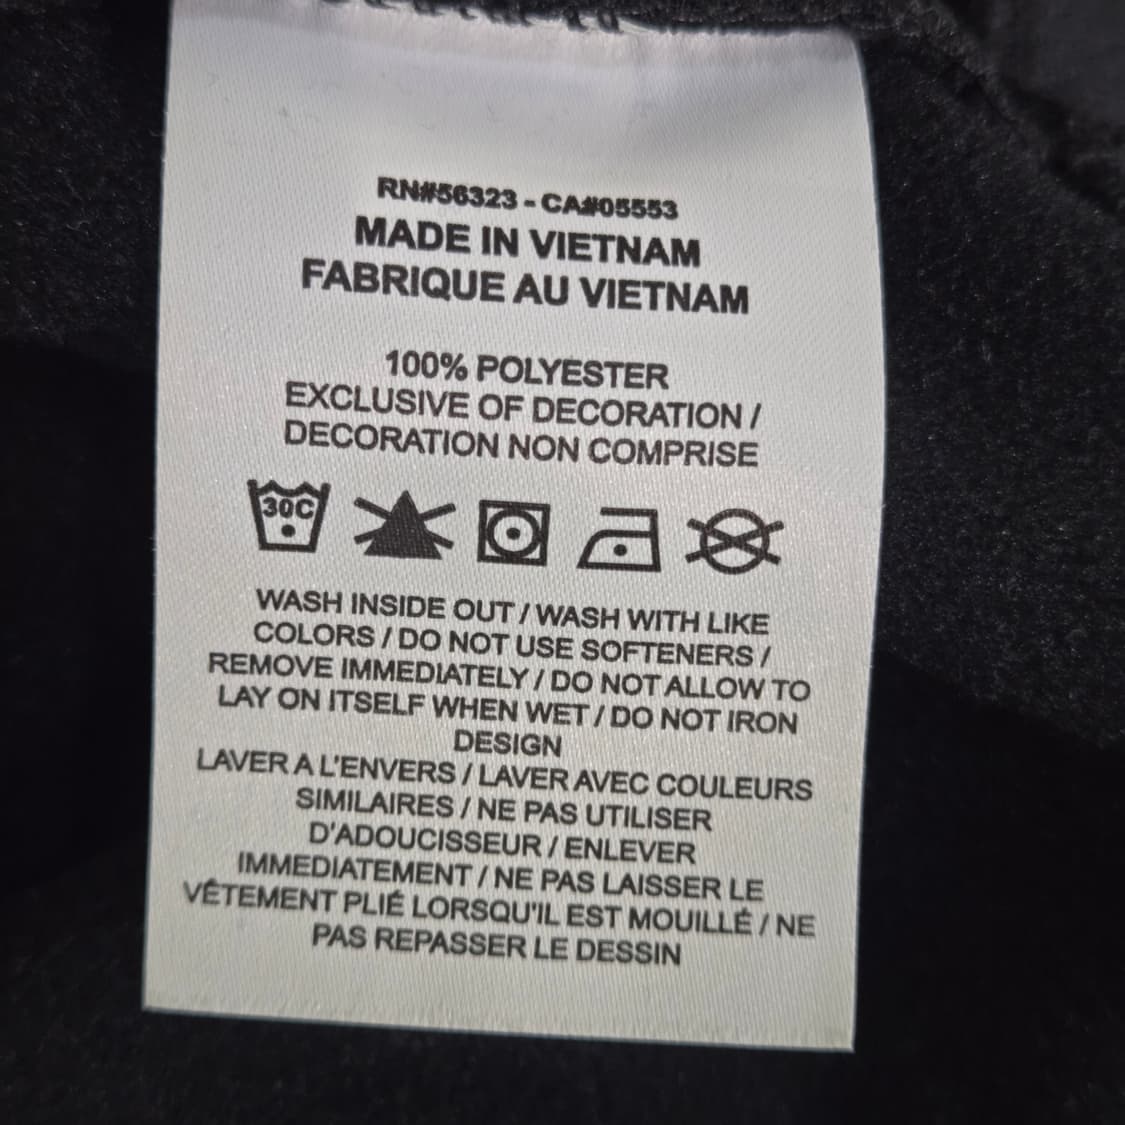 RN#56323 - CA#05553
MADE IN VIETNAM
FABRIQUE AU VIETNAM
100% POLYESTER
EXCLUSIVE OF DECORATION /
DECORATION NON COMPRISE
30C
WASH INSIDE OUT / WASH WITH LIKE
COLORS / DO NOT USE SOFTENERS /
REMOVE IMMEDIATELY / DO NOT ALLOW TO
LAY ON ITSELF WHEN WET / DO NOT IRON
DESIGN
LAVER A L'ENVERS / LAVER AVEC COULEURS
SIMILAIRES / NE PAS UTILISER
D'ADOUCISSEUR / ENLEVER
IMMEDIATEMENT / NE PAS LAISSER LE
VÊTEMENT PLIÉ LORSQU'IL EST MOUILLÉ / NE
PAS REPASSER LE DESSIN